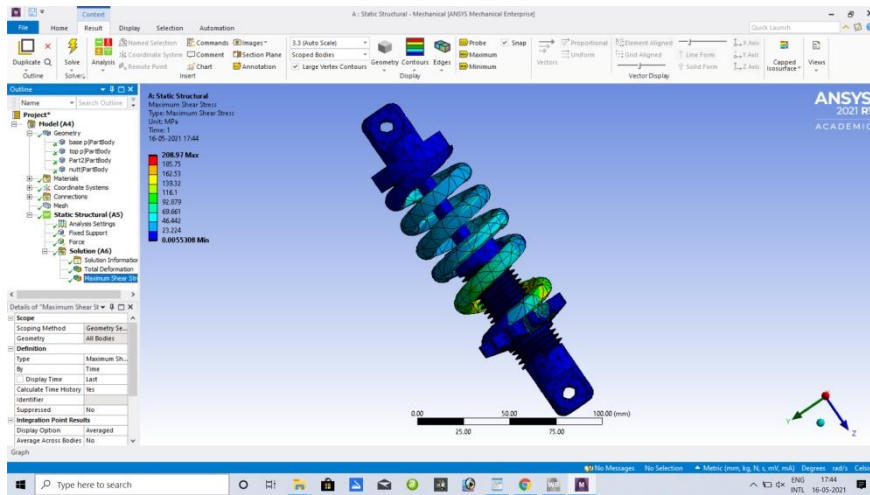 Context
A : Static Structural - Mechanical [ANSYS Mechanical Enterprise]
File Home Result Display Selection Automation
Quick Launch
Duplicate Q Solve Analysis
Named Selection Commands Images
Coordinate System Comment Section Plane
Remote Point Chart Annotation
3.3 (Auto Scale)
Scoped Bodies
Large Vertex Contours
Geometry Contours Edges
Probe Snap
Maximum
Minimum
Vectors
Proportional
Uniform
Element Aligned
Grid Aligned
Line Form
Solid Form
X Axis
Y Axis
Z Axis
Capped Isosurface
Views
Outline Solver Insert Display Vector Display
Outline
Name Search Outline
Project*
Model (A4)
Geometry
base p|PartBody
top p|PartBody
Part2|PartBody
nutt|PartBody
Materials
Coordinate Systems
Connections
Mesh
Static Structural (A5)
Analysis Settings
Fixed Support
Force
Solution (A6)
Solution Information
Total Deformation
Maximum Shear Str
Details of "Maximum Shear St
Scope
Scoping Method Geometry Se...
Geometry All Bodies
Definition
Type Maximum Sh...
By Time
Display Time Last
Calculate Time History Yes
Identifier
Suppressed No
Integration Point Results
Display Option Averaged
Average Across Bodies No
Graph
A: Static Structural
Maximum Shear Stress
Type: Maximum Shear Stress
Unit: MPa
Time: 1
16-05-2021 17:44
208.97 Max
185.75
162.53
139.32
116.1
92.879
69.661
46.442
23.224
0.0055308 Min
ANSYS
2021 R
ACADEMIC
0.00 50.00 100.00 (mm)
25.00 75.00
Y
Z
No Messages No Selection Metric (mm, kg, N, s, mV, mA) Degrees rad/s Celsi
Type here to search
ENG 17:44
INTL 16-05-2021